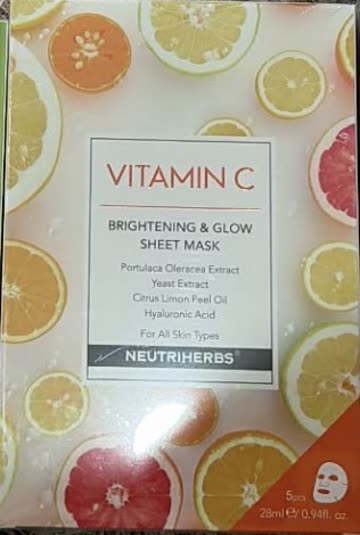 VITAMIN C
BRIGHTENING & GLOW
SHEET MASK
Portulaca Oleracea Extract
Yeast Extract
Citrus Limon Peel Oil
Hyaluronic Acid
For All Skin Types
NEUTRIHERBS®
5pcs
28ml ℮ / 0.94fl. oz.